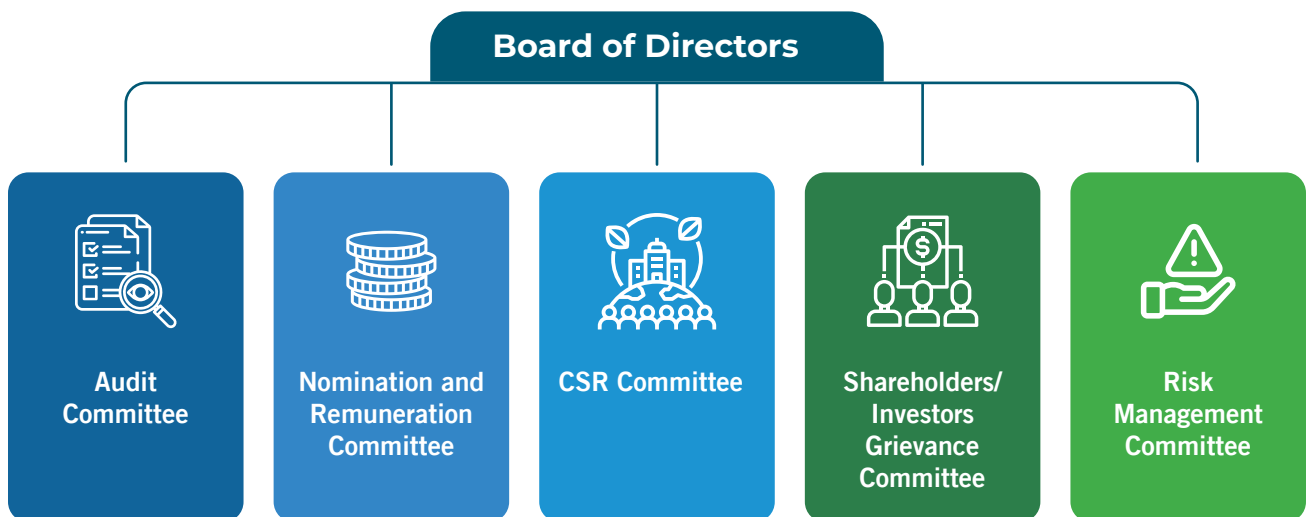 Board of Directors
Audit
Committee
Nomination and
Remuneration
Committee
CSR Committee
Shareholders/
Investors
Grievance
Committee
Risk
Management
Committee